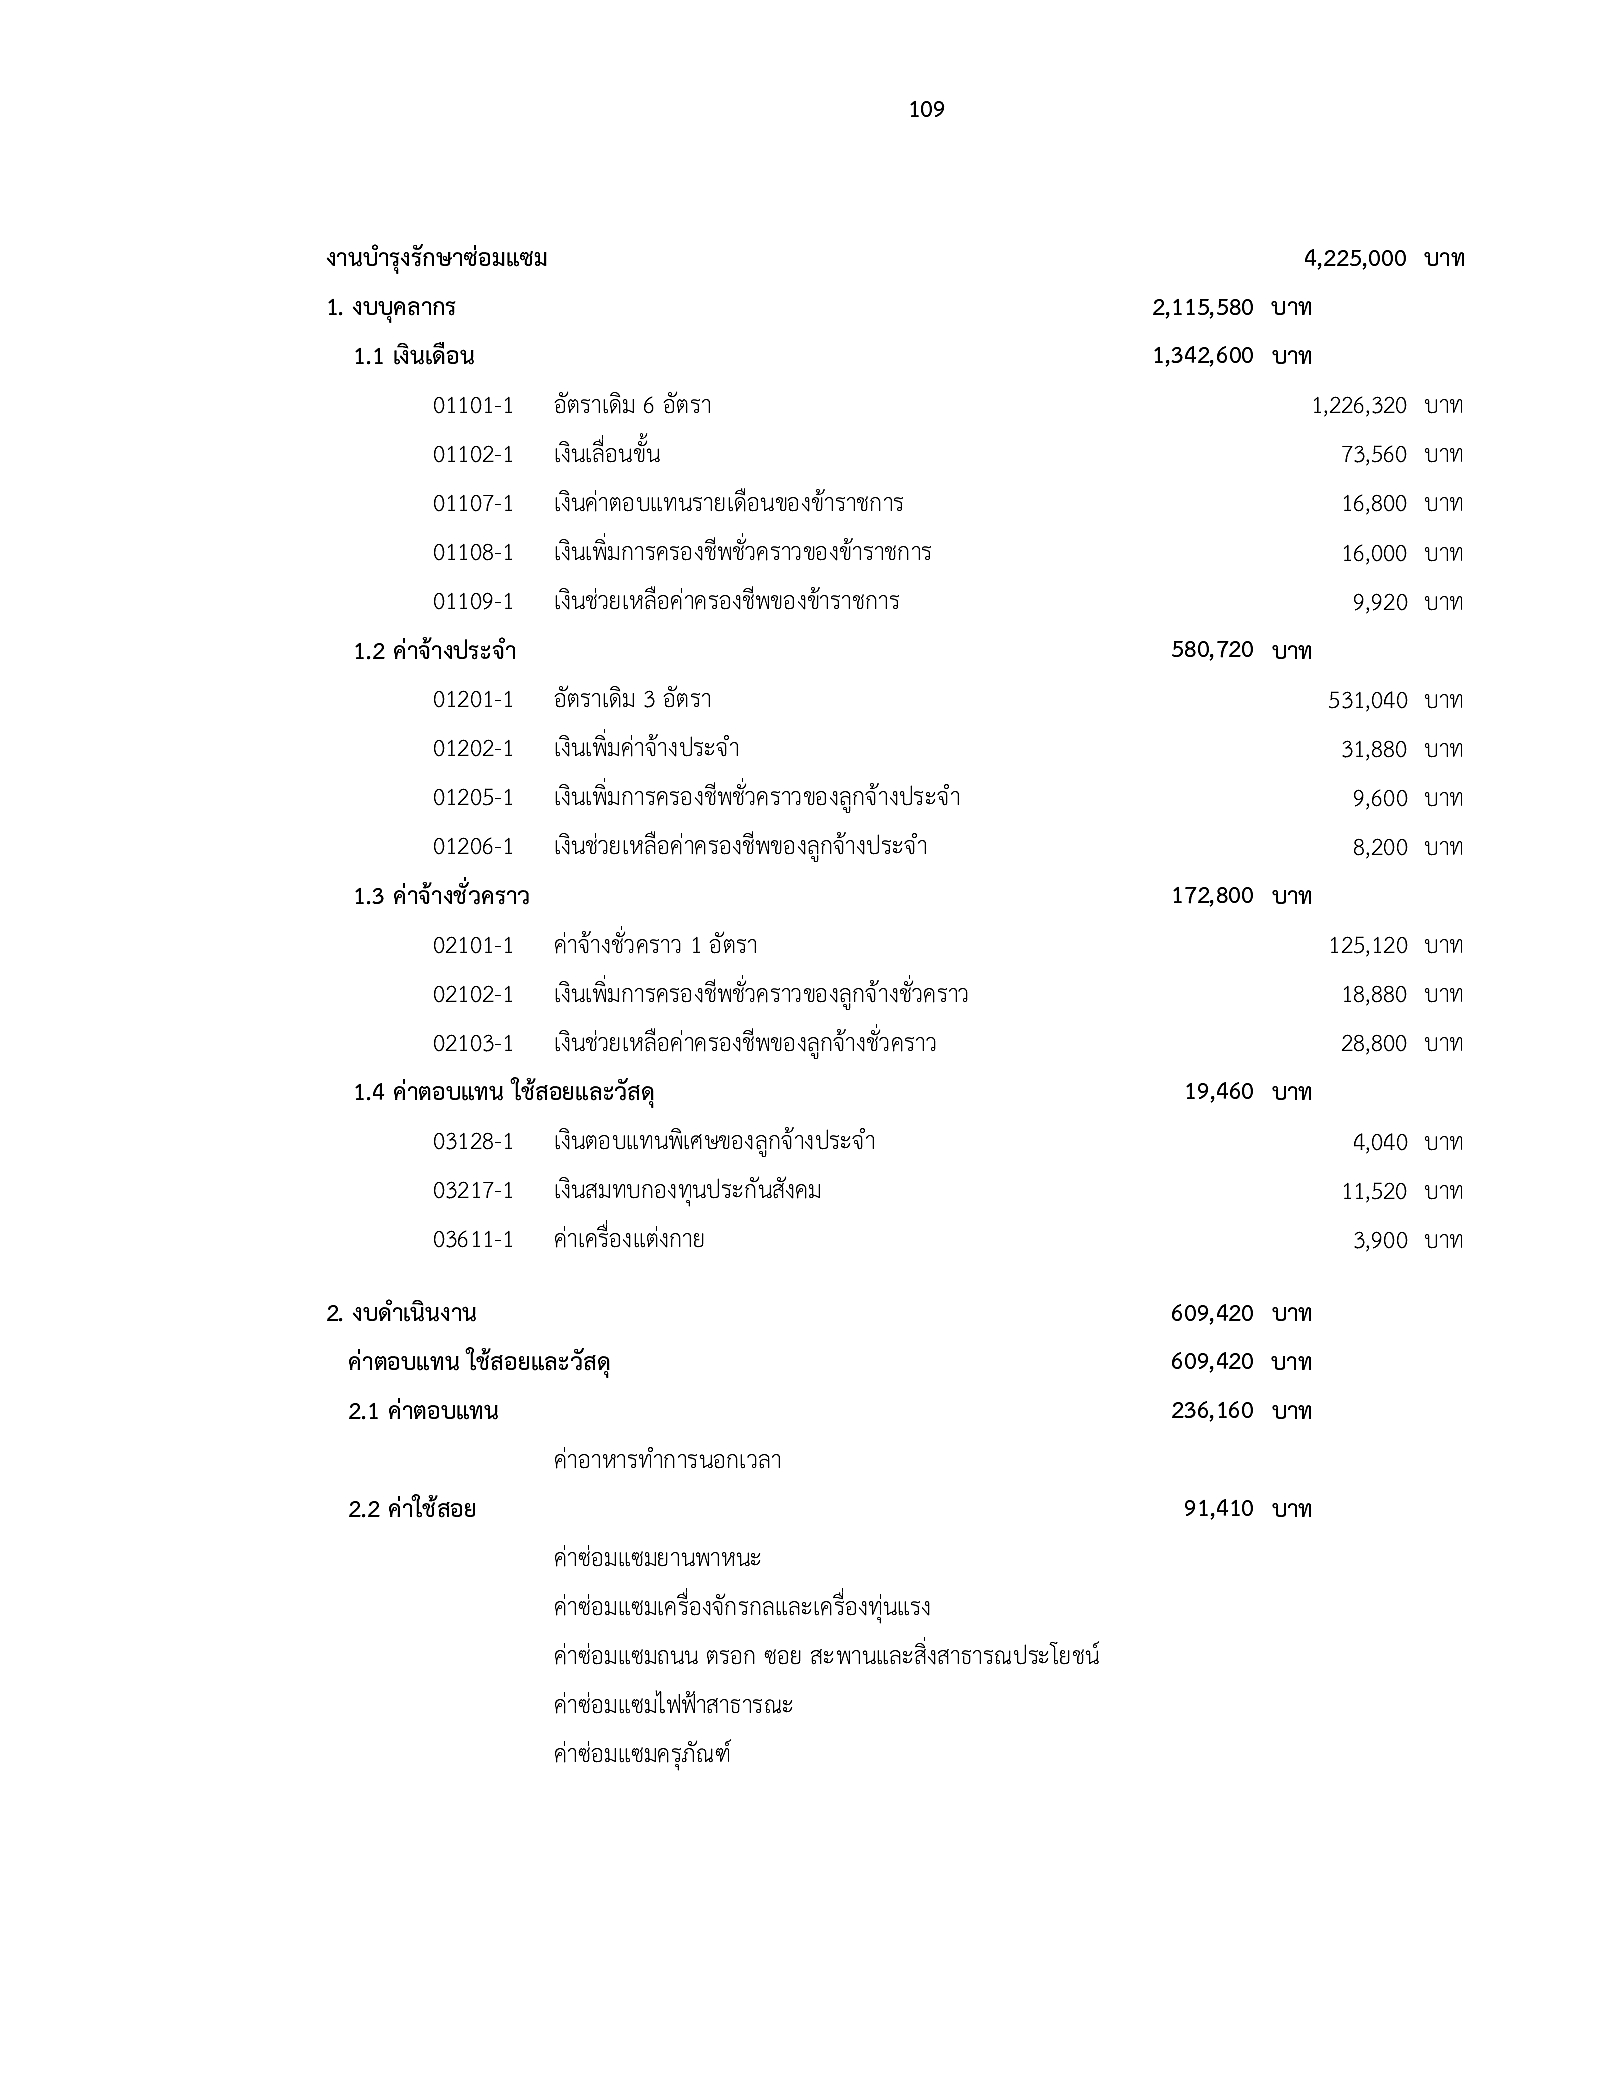 109
งานบำรุงรักษาซ่อมแซม 4,225,000 บาท
1. งบบุคลากร 2,115,580 บาท
1.1 เงินเดือน 1,342,600 บาท
01101-1 อัตราเดิม 6 อัตรา 1,226,320 บาท
01102-1 เงินเลื่อนขั้น 73,560 บาท
01107-1 เงินค่าตอบแทนรายเดือนของข้าราชการ 16,800 บาท
01108-1 เงินเพิ่มการครองชีพชั่วคราวของข้าราชการ 16,000 บาท
01109-1 เงินช่วยเหลือค่าครองชีพของข้าราชการ 9,920 บาท
1.2 ค่าจ้างประจำ 580,720 บาท
01201-1 อัตราเดิม 3 อัตรา 531,040 บาท
01202-1 เงินเพิ่มค่าจ้างประจำ 31,880 บาท
01205-1 เงินเพิ่มการครองชีพชั่วคราวของลูกจ้างประจำ 9,600 บาท
01206-1 เงินช่วยเหลือค่าครองชีพของลูกจ้างประจำ 8,200 บาท
1.3 ค่าจ้างชั่วคราว 172,800 บาท
02101-1 ค่าจ้างชั่วคราว 1 อัตรา 125,120 บาท
02102-1 เงินเพิ่มการครองชีพชั่วคราวของลูกจ้างชั่วคราว 18,880 บาท
02103-1 เงินช่วยเหลือค่าครองชีพของลูกจ้างชั่วคราว 28,800 บาท
1.4 ค่าตอบแทน ใช้สอยและวัสดุ 19,460 บาท
03128-1 เงินตอบแทนพิเศษของลูกจ้างประจำ 4,040 บาท
03217-1 เงินสมทบกองทุนประกันสังคม 11,520 บาท
03611-1 ค่าเครื่องแต่งกาย 3,900 บาท
2. งบดำเนินงาน 609,420 บาท
ค่าตอบแทน ใช้สอยและวัสดุ 609,420 บาท
2.1 ค่าตอบแทน 236,160 บาท
ค่าอาหารทำการนอกเวลา
2.2 ค่าใช้สอย 91,410 บาท
ค่าซ่อมแซมยานพาหนะ
ค่าซ่อมแซมเครื่องจักรกลและเครื่องทุ่นแรง
ค่าซ่อมแซมถนน ตรอก ซอย สะพานและสิ่งสาธารณประโยชน์
ค่าซ่อมแซมไฟฟ้าสาธารณะ
ค่าซ่อมแซมครุภัณฑ์